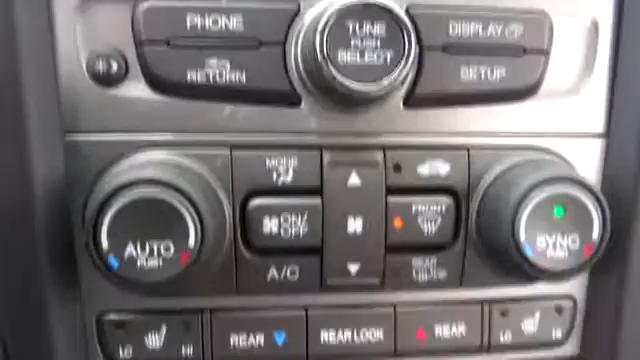 PHONE
TUNE
PUSH
SELECT
DISPLAY
RETURN
SETUP
MODE
ON/
OFF
FRONT
AUTO
PUSH
SYNC
PUSH
A/C
REAR
LO
HI
REAR
REAR LOCK
REAR
LO
HI